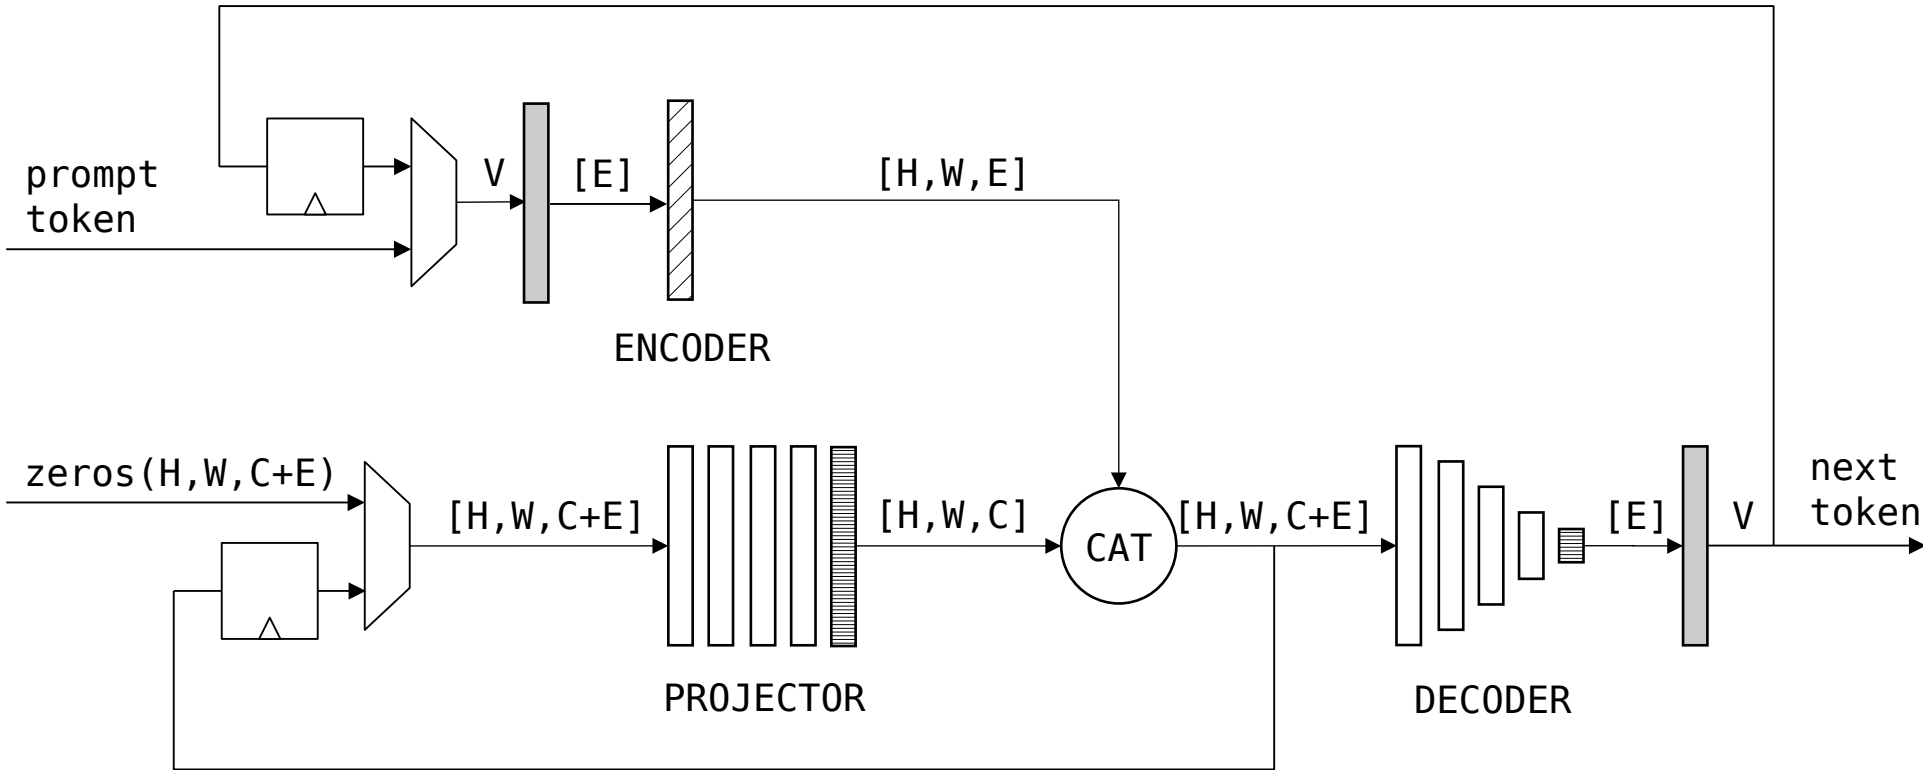 prompt
token
V
[E]
[H,W,E]
ENCODER
zeros(H,W,C+E)
[H,W,C+E]
[H,W,C]
CAT
[H,W,C+E]
[E]
V
next
token
PROJECTOR
DECODER